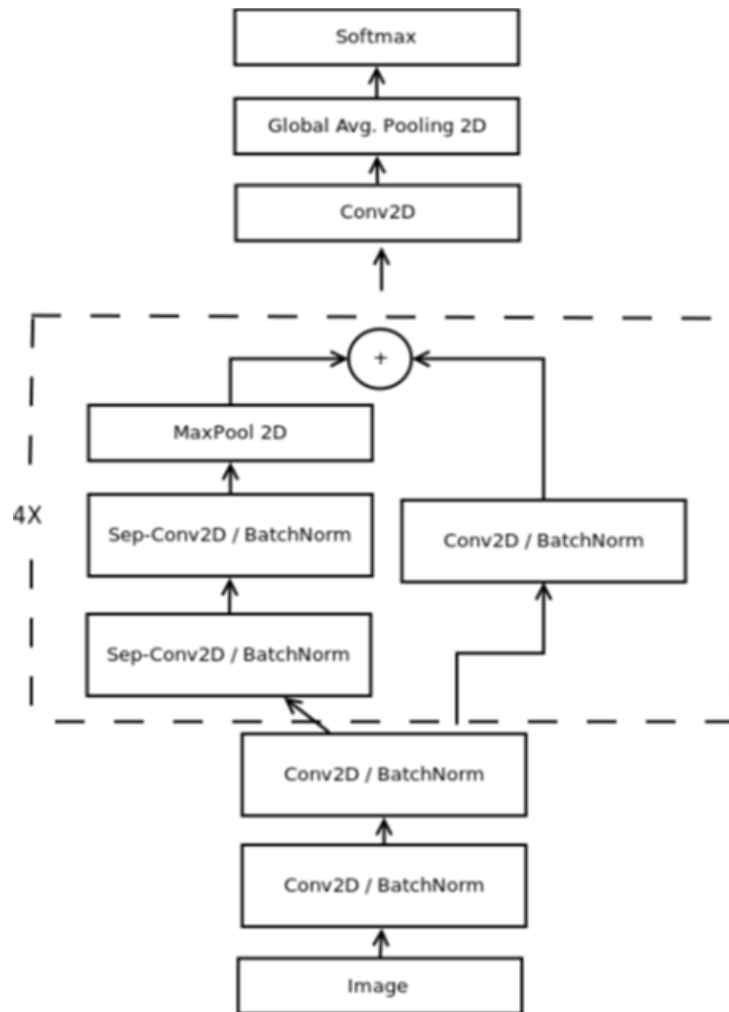 Softmax
Global Avg. Pooling 2D
Conv2D
+
MaxPool 2D
4X
Sep-Conv2D / BatchNorm
Conv2D / BatchNorm
Sep-Conv2D / BatchNorm
Conv2D / BatchNorm
Conv2D / BatchNorm
Image